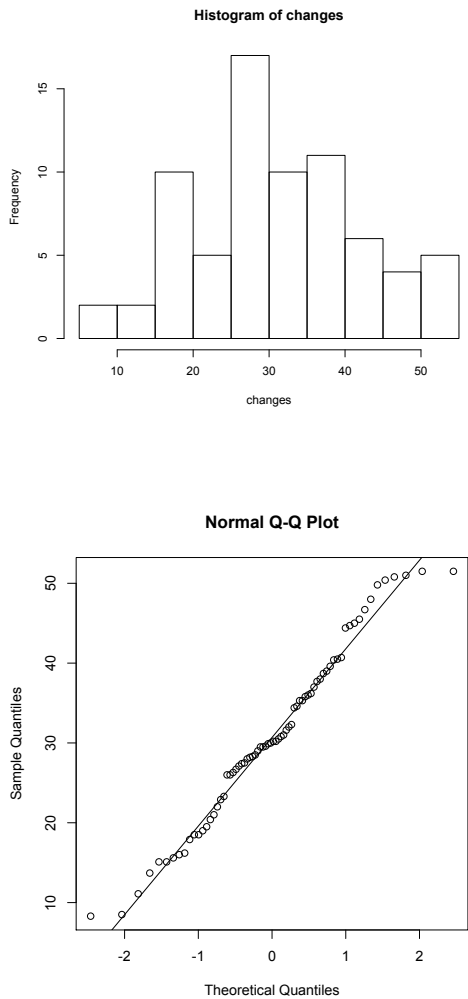 Histogram of changes
Frequency
15
10
5
0
10 20 30 40 50
changes
Normal Q-Q Plot
Sample Quantiles
50
40
30
20
10
-2 -1 0 1 2
Theoretical Quantiles